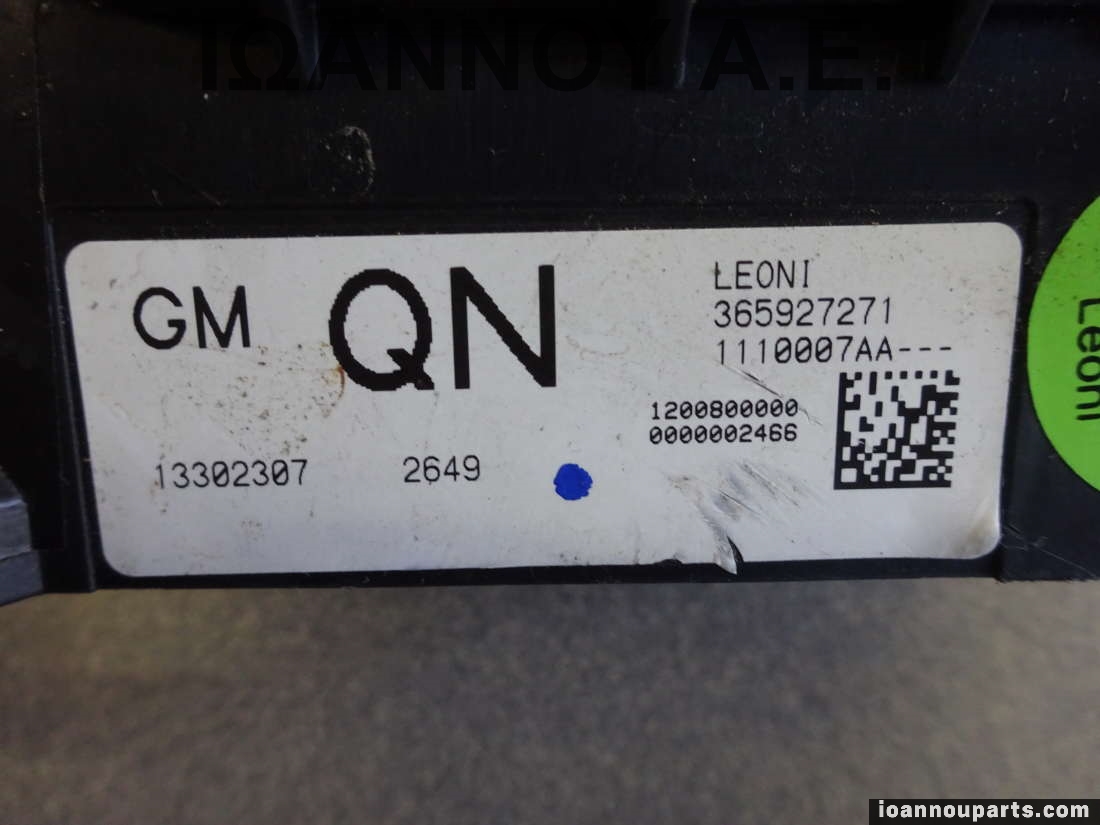 ΙΩΑΝΝΟΥ Α.Ε.
GM QN
LEONI
365927271
1110007AA---
1200800000
0000002466
13302307 2649
Leoni
ioannouparts.com